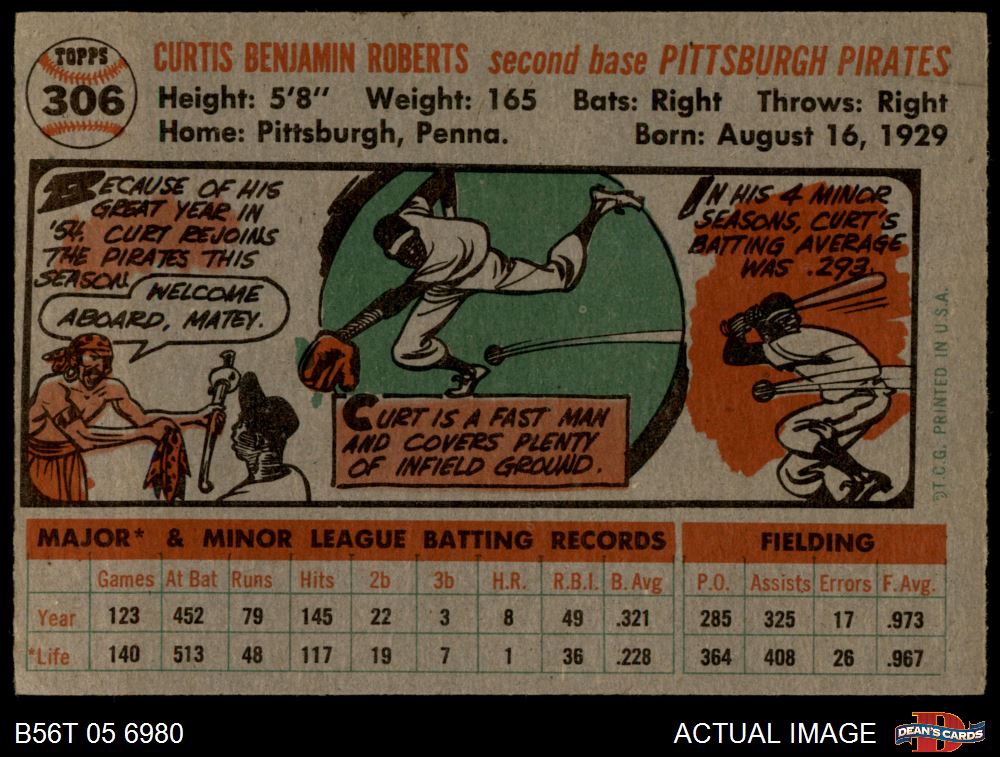 TOPPS
306
CURTIS BENJAMIN ROBERTS second base PITTSBURGH PIRATES
Height: 5'8" Weight: 165 Bats: Right Throws: Right
Home: Pittsburgh, Penna. Born: August 16, 1929
BECAUSE OF HIS
GREAT YEAR IN
'54, CURT REJOINS
THE PIRATES THIS
SEASON.
WELCOME
ABOARD, MATEY.
CURT IS A FAST MAN
AND COVERS PLENTY
OF INFIELD GROUND.
IN HIS 4 MINOR
SEASONS, CURT'S
BATTING AVERAGE
WAS .293.
©T.C.G. PRINTED IN U.S.A.
MAJOR* & MINOR LEAGUE BATTING RECORDS FIELDING
Games At Bat Runs Hits 2b 3b H.R. R.B.I. B. Avg P.O. Assists Errors F. Avg.
Year 123 452 79 145 22 3 8 49 .321 285 325 17 .973
*Life 140 513 48 117 19 7 1 36 .228 364 408 26 .967
B56T 05 6980 ACTUAL IMAGE DEAN'S CARDS